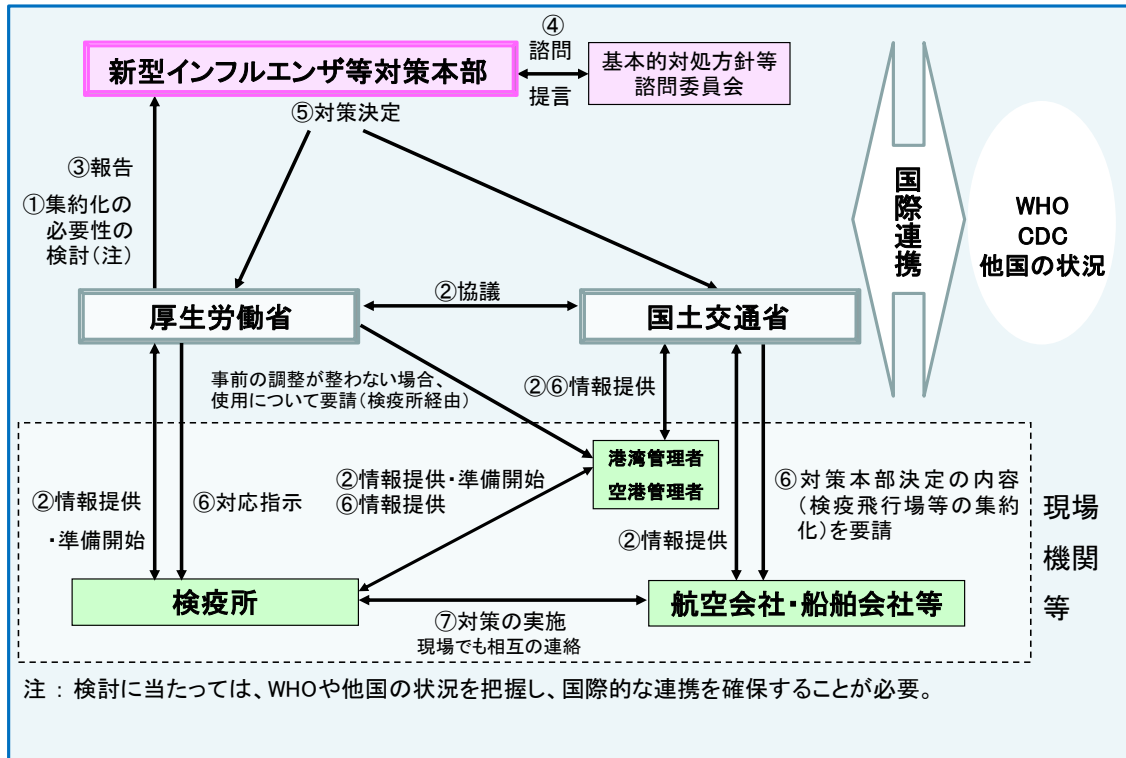 ④
諮問
新型インフルエンザ等対策本部
基本的対処方針等
諮問委員会
提言
⑤対策決定
③報告
①集約化の
必要性の
検討(注)
国際連携
WHO
CDC
他国の状況
②協議
厚生労働省
国土交通省
事前の調整が整わない場合、
使用について要請(検疫所経由)
②⑥情報提供
港湾管理者
空港管理者
②情報提供・準備開始
⑥情報提供
⑥対策本部決定の内容
(検疫飛行場等の集約
化)を要請
②情報提供
・準備開始
⑥対応指示
②情報提供
現場
機関
等
検疫所
航空会社・船舶会社等
⑦対策の実施
現場でも相互の連絡
注 : 検討に当たっては、WHOや他国の状況を把握し、国際的な連携を確保することが必要。